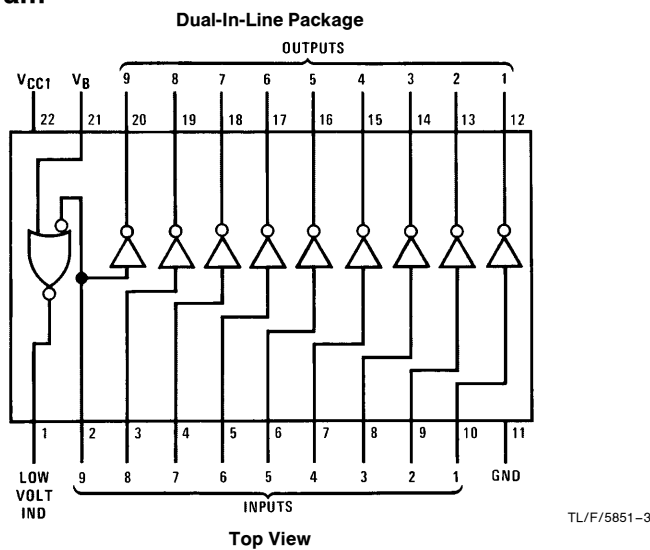 Dual-In-Line Package
OUTPUTS
VCC1 VB 9 8 7 6 5 4 3 2 1
22 21 20 19 18 17 16 15 14 13 12
1 2 3 4 5 6 7 8 9 10 11
LOW VOLT IND 9 8 7 6 5 4 3 2 1 GND
INPUTS
TL/F/5851–3
Top View